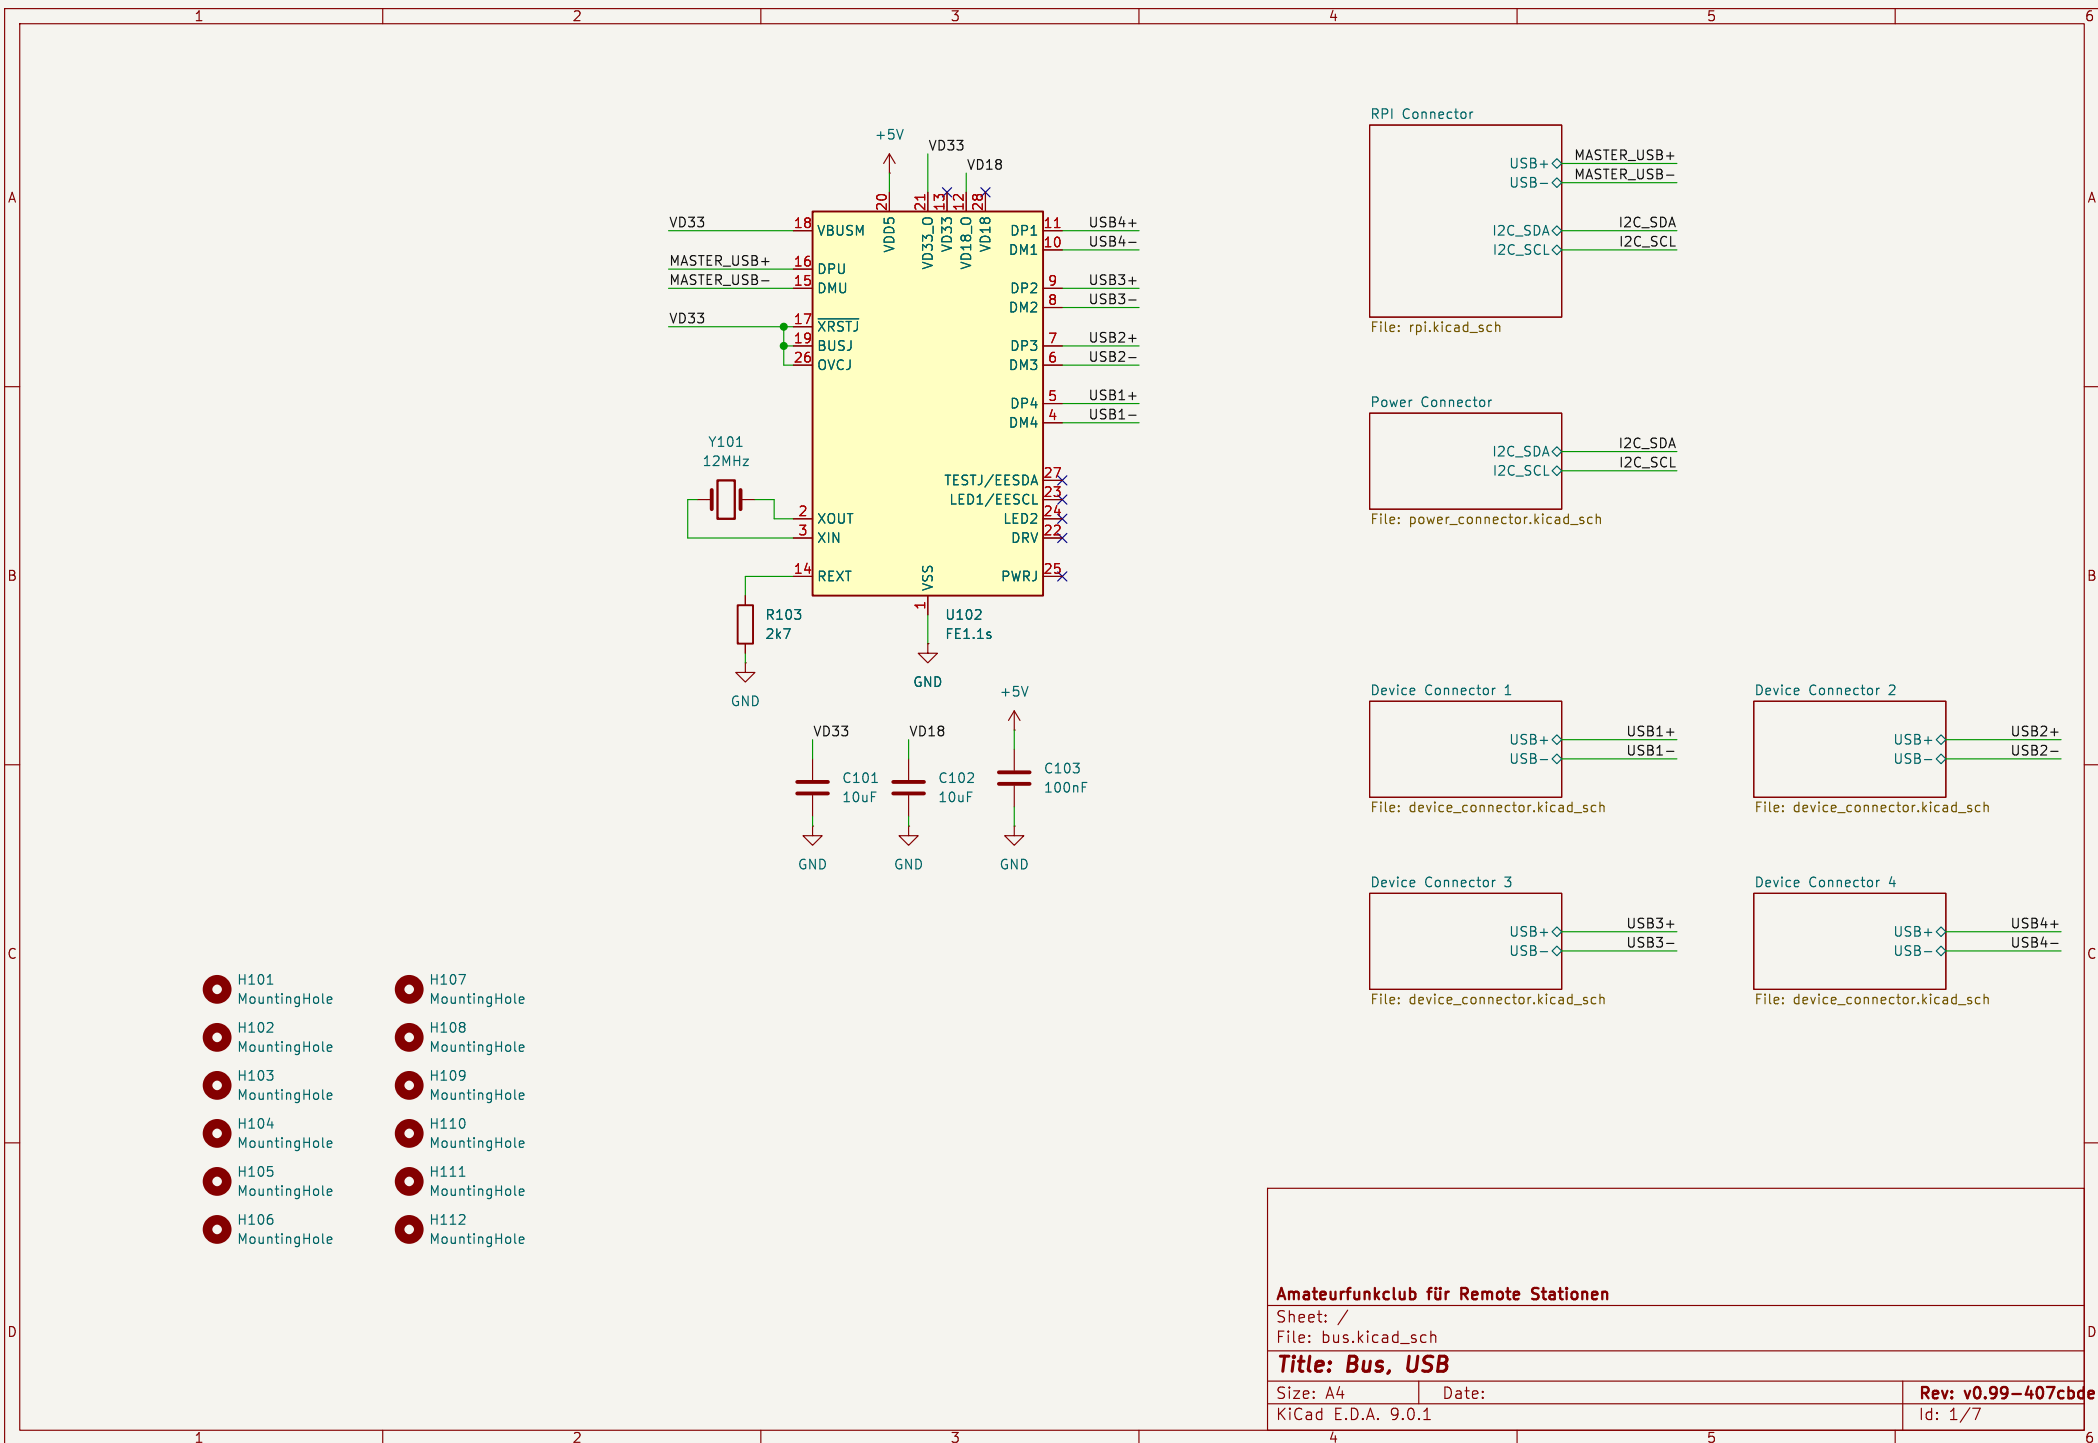 1 2 3 4 5 6
A A
B B
C C
D D
1 2 3 4 5 6
+5V
VD33
VD18
20 21 13 12 28
VDD5 VD33_O VD33 VD18_O VD18
VD33 18 VBUSM
MASTER_USB+ 16 DPU
MASTER_USB- 15 DMU
VD33 17 XRSTJ
19 BUSJ
26 OVCJ
Y101
12MHz
2 XOUT
3 XIN
14 REXT
R103
2k7
GND
DP1 11 USB4+
DM1 10 USB4-
DP2 9 USB3+
DM2 8 USB3-
DP3 7 USB2+
DM3 6 USB2-
DP4 5 USB1+
DM4 4 USB1-
TESTJ/EESDA 27
LED1/EESCL 23
LED2 24
DRV 22
PWRJ 25
VSS
1
U102
FE1.1s
GND
VD33
C101
10uF
GND
VD18
C102
10uF
GND
+5V
C103
100nF
GND
RPI Connector
USB+ MASTER_USB+
USB- MASTER_USB-
I2C_SDA I2C_SDA
I2C_SCL I2C_SCL
File: rpi.kicad_sch
Power Connector
I2C_SDA I2C_SDA
I2C_SCL I2C_SCL
File: power_connector.kicad_sch
Device Connector 1
USB+ USB1+
USB- USB1-
File: device_connector.kicad_sch
Device Connector 2
USB+ USB2+
USB- USB2-
File: device_connector.kicad_sch
Device Connector 3
USB+ USB3+
USB- USB3-
File: device_connector.kicad_sch
Device Connector 4
USB+ USB4+
USB- USB4-
File: device_connector.kicad_sch
H101
MountingHole
H102
MountingHole
H103
MountingHole
H104
MountingHole
H105
MountingHole
H106
MountingHole
H107
MountingHole
H108
MountingHole
H109
MountingHole
H110
MountingHole
H111
MountingHole
H112
MountingHole
Amateurfunkclub für Remote Stationen
Sheet: /
File: bus.kicad_sch
Title: Bus, USB
Size: A4 Date: Rev: v0.99-407cbde
KiCad E.D.A. 9.0.1 Id: 1/7